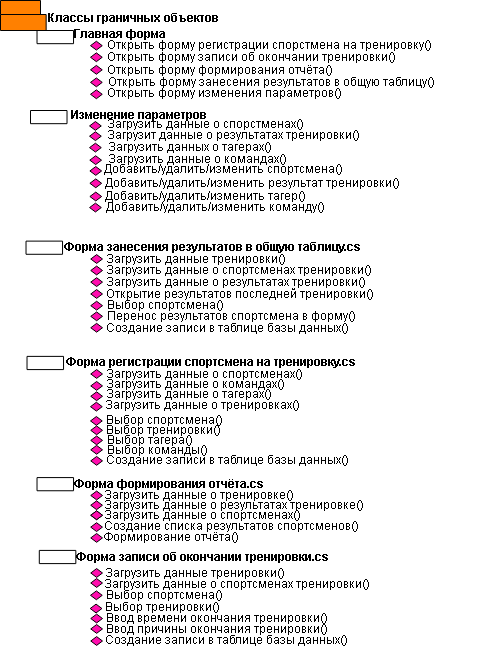 Классы граничных объектов
Главная форма
Открыть форму регистрации спортсмена на тренировку()
Открыть форму записи об окончании тренировки()
Открыть форму формирования отчёта()
Открыть форму занесения результатов в общую таблицу()
Открыть форму изменения параметров()
Изменение параметров
Загрузить данные о спортстменах()
Загрузит данные о результатах тренировки()
Загрузить данных о тагерах()
Загрузить данные о командах()
Добавить/удалить/изменить спортсмена()
Добавить/удалить/изменить результат тренировки()
Добавить/удалить/изменить тагер()
Добавить/удалить/изменить команду()
Форма занесения результатов в общую таблицу.cs
Загрузить данные тренировки()
Загрузить данные о спортсменах тренировки()
Загрузить данные о результатах тренировки()
Открытие результатов последней тренировки()
Выбор спортсмена()
Перенос результатов спортсмена в форму()
Создание записи в таблице базы данных()
Форма регистрации спортсмена на тренировку.cs
Загрузить данные о спортсменах()
Загрузить данные о командах()
Загрузить данные о тагерах()
Загрузить данные о тренировках()
Выбор спортсмена()
Выбор тренировки()
Выбор тагера()
Выбор команды()
Создание записи в таблице базы данных()
Форма формирования отчёта.cs
Загрузить данные о тренировке()
Загрузить данные о результатах тренировке()
Загрузить данные о спортсменах()
Создание списка результатов спортсменов()
Формирование отчёта()
Форма записи об окончании тренировки.cs
Загрузить данные тренировки()
Загрузить данные о спортсменах тренировки()
Выбор спортсмена()
Выбор тренировки()
Ввод времени окончания тренировки()
Ввод причины окончания тренировки()
Создание записи в таблице базы данных()